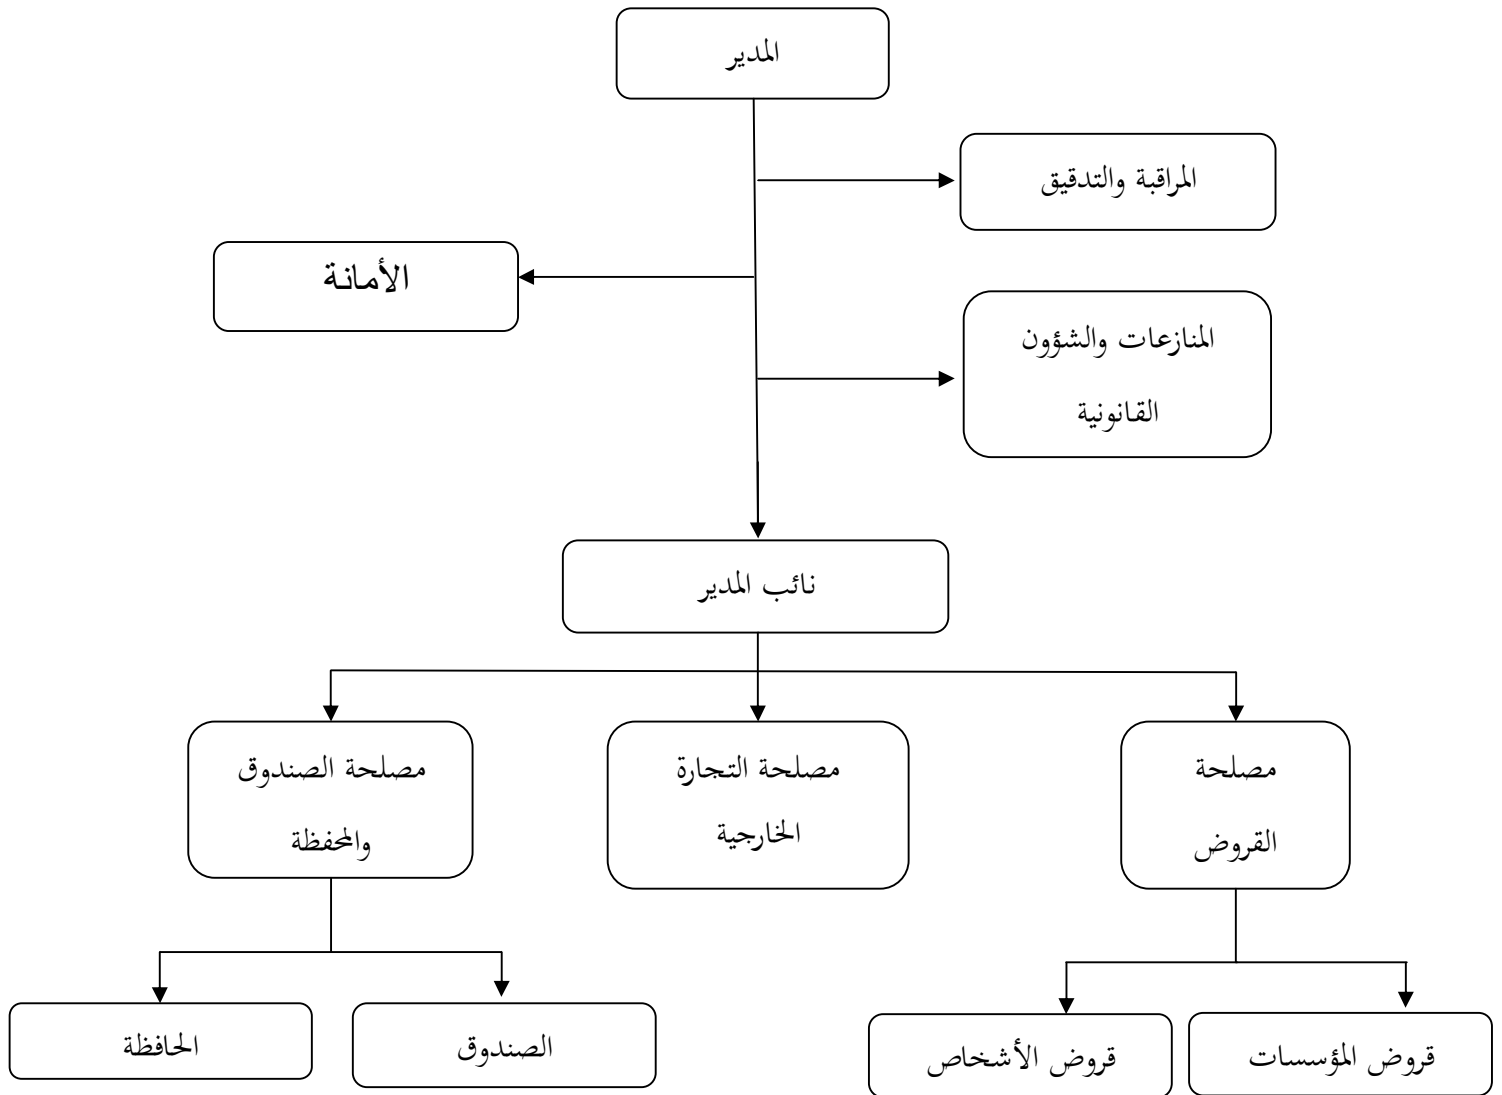 المدير
المراقبة والتدقيق
الأمانة
المنازعات والشؤون
القانونية
نائب المدير
مصلحة
القروض
مصلحة التجارة
الخارجية
مصلحة الصندوق
والمحفظة
قروض المؤسسات
قروض الأشخاص
الصندوق
الحافظة